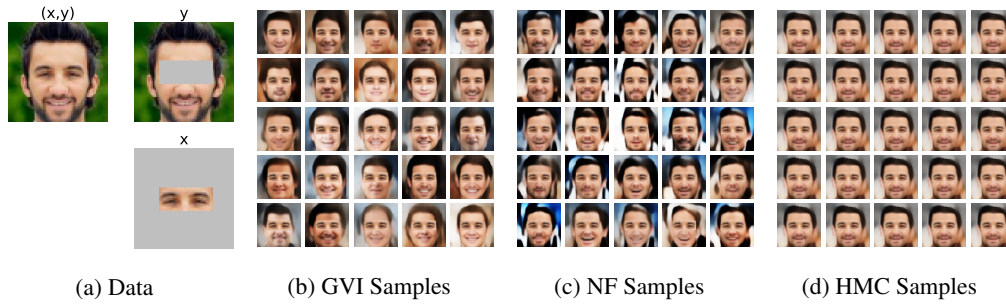 (x,y)
y
x
(a) Data
(b) GVI Samples
(c) NF Samples
(d) HMC Samples